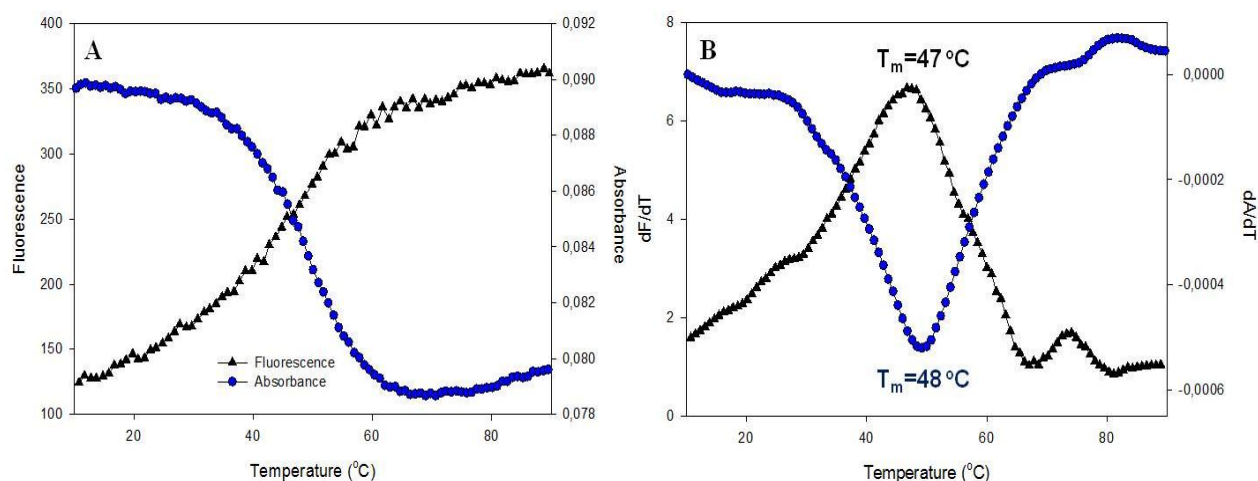 A
400
350
300
250
200
150
100
Fluorescence
0,092
0,090
0,088
0,086
0,084
0,082
0,080
0,078
Absorbance
Fluorescence
Absorbance
20 40 60 80
Temperature (°C)
B
Tm=47 °C
Tm=48 °C
8
6
4
2
0
dF/dT
0,0000
-0,0002
-0,0004
-0,0006
dA/dT
20 40 60 80
Temperature (°C)